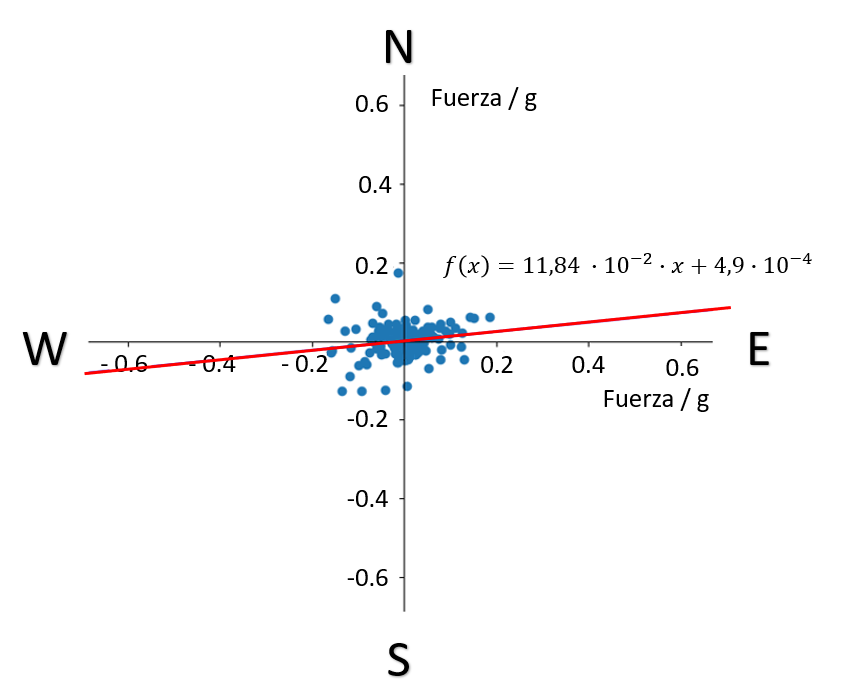 N
0.6
Fuerza / g
0.4
0.2
f(x) = 11,84 · 10⁻² · x + 4,9 · 10⁻⁴
W
E
- 0.6
- 0.4
- 0.2
0.2
0.4
0.6
Fuerza / g
-0.2
-0.4
-0.6
S